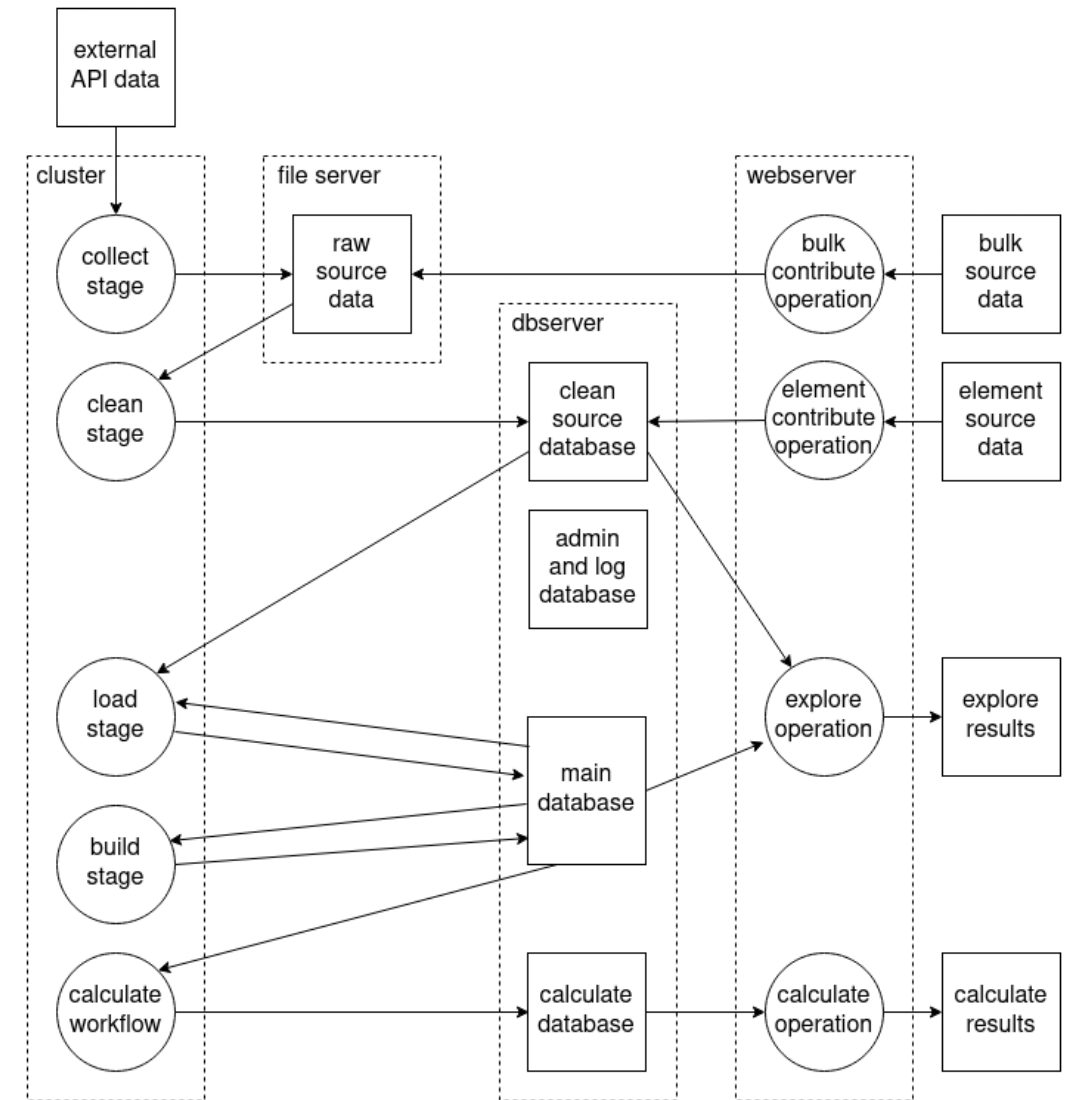 external
API data
cluster
file server
webserver
collect
stage
raw
source
data
bulk
contribute
operation
bulk
source
data
dbserver
clean
stage
clean
source
database
element
contribute
operation
element
source
data
admin
and log
database
load
stage
main
database
explore
operation
explore
results
build
stage
calculate
workflow
calculate
database
calculate
operation
calculate
results